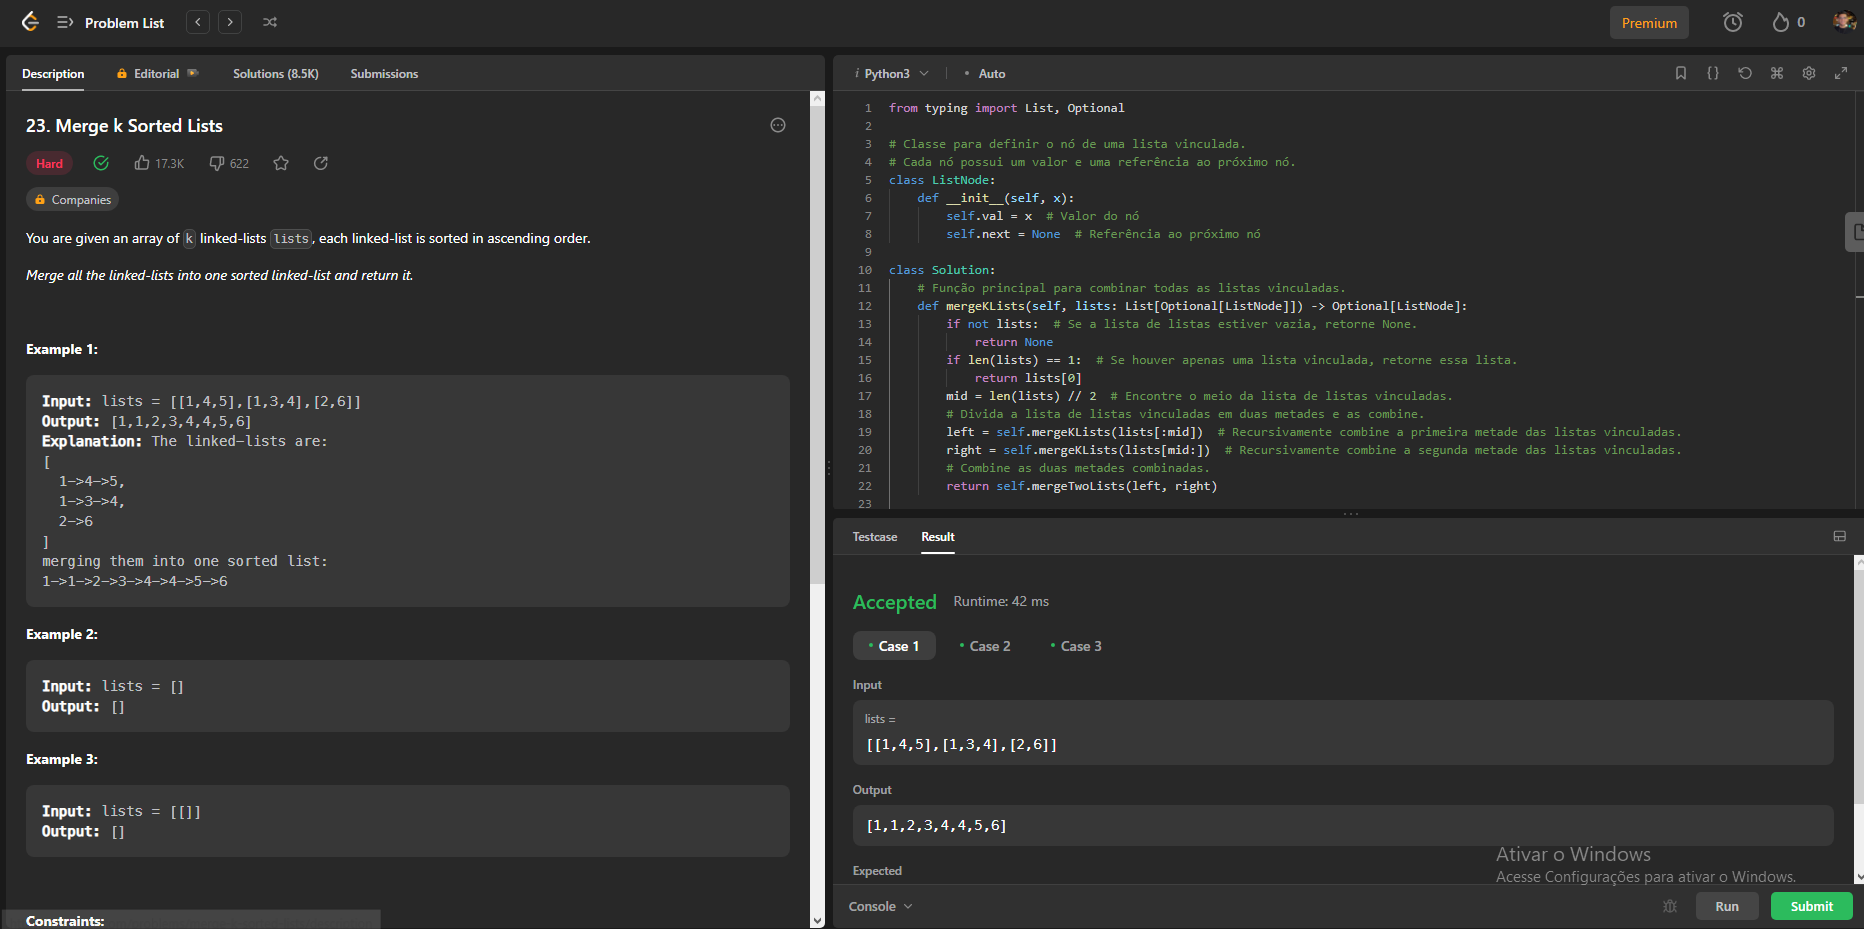 Problem List
Premium
0
Description
Editorial
Solutions (8.5K)
Submissions
23. Merge k Sorted Lists
Hard
17.3K
622
Companies
You are given an array of k linked-lists lists, each linked-list is sorted in ascending order.
Merge all the linked-lists into one sorted linked-list and return it.
Example 1:
Input: lists = [[1,4,5],[1,3,4],[2,6]]
Output: [1,1,2,3,4,4,5,6]
Explanation: The linked-lists are:
[
  1->4->5,
  1->3->4,
  2->6
]
merging them into one sorted list:
1->1->2->3->4->4->5->6
Example 2:
Input: lists = []
Output: []
Example 3:
Input: lists = [[]]
Output: []
Constraints:
i Python3
• Auto
1 from typing import List, Optional
2
3 # Classe para definir o nó de uma lista vinculada.
4 # Cada nó possui um valor e uma referência ao próximo nó.
5 class ListNode:
6     def __init__(self, x):
7         self.val = x  # Valor do nó
8         self.next = None  # Referência ao próximo nó
9
10 class Solution:
11     # Função principal para combinar todas as listas vinculadas.
12     def mergeKLists(self, lists: List[Optional[ListNode]]) -> Optional[ListNode]:
13         if not lists:  # Se a lista de listas estiver vazia, retorne None.
14             return None
15         if len(lists) == 1:  # Se houver apenas uma lista vinculada, retorne essa lista.
16             return lists[0]
17         mid = len(lists) // 2  # Encontre o meio da lista de listas vinculadas.
18         # Divida a lista de listas vinculadas em duas metades e as combine.
19         left = self.mergeKLists(lists[:mid])  # Recursivamente combine a primeira metade das listas vinculadas.
20         right = self.mergeKLists(lists[mid:])  # Recursivamente combine a segunda metade das listas vinculadas.
21         # Combine as duas metades combinadas.
22         return self.mergeTwoLists(left, right)
23
Testcase
Result
Accepted
Runtime: 42 ms
• Case 1
• Case 2
• Case 3
Input
lists =
[[1,4,5],[1,3,4],[2,6]]
Output
[1,1,2,3,4,4,5,6]
Expected
Ativar o Windows
Acesse Configurações para ativar o Windows.
Console
Run
Submit